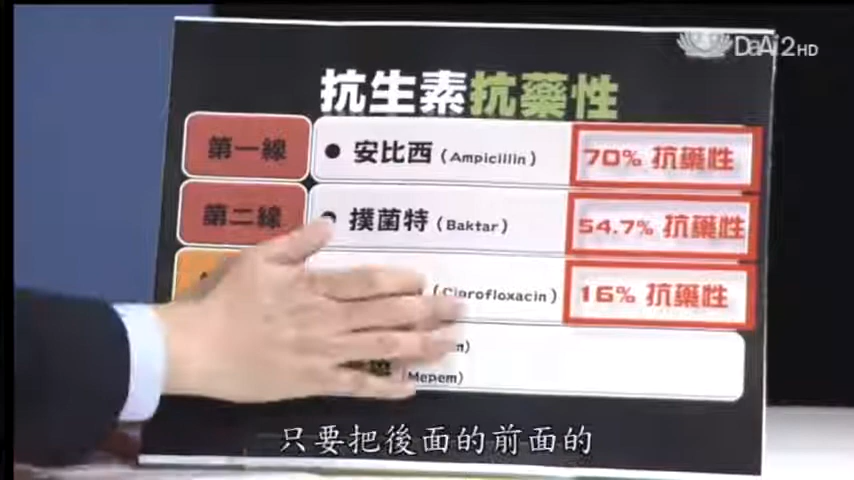 DaAi2HD
抗生素抗藥性
第一線 ● 安比西 (Ampicillin) 70% 抗藥性
第二線 撲菌特 (Baktar) 54.7% 抗藥性
(Ciprofloxacin) 16% 抗藥性
(Mepem)
只要把後面的前面的